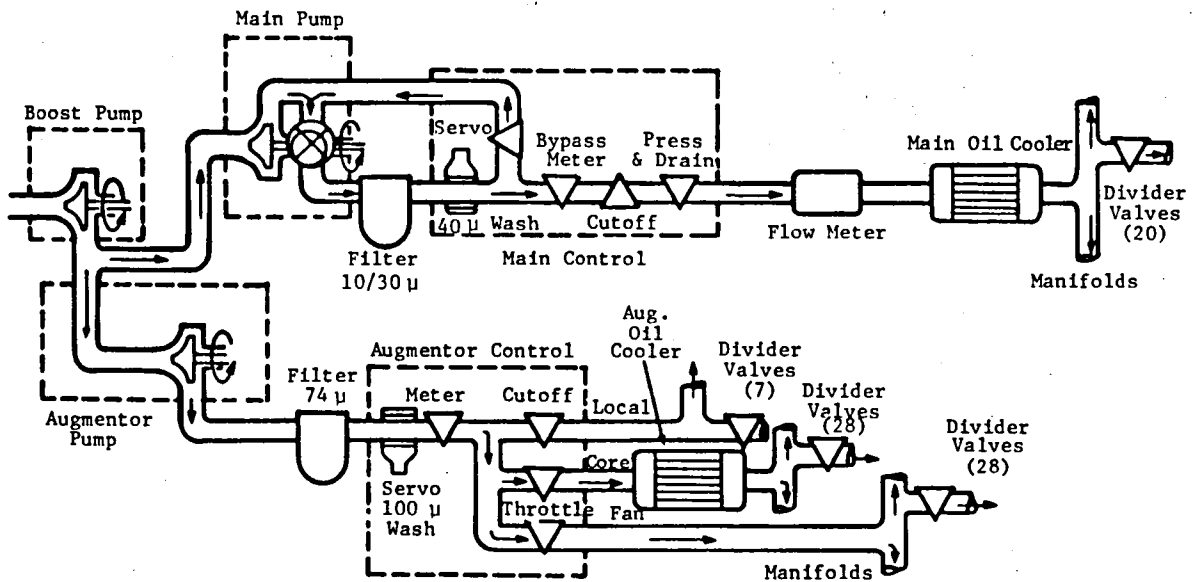 Main Pump
Boost Pump
Servo
Bypass
Meter
Press
& Drain
Main Oil Cooler
40 μ Wash
Cutoff
Flow Meter
Divider
Valves
(20)
Filter
10/30 μ
Main Control
Manifolds
Aug.
Oil
Cooler
Augmentor Control
Divider
Valves
(7)
Filter
74 μ
Meter
Cutoff
Local
Divider
Valves
(28)
Divider
Valves
(28)
Augmentor
Pump
Core
Servo
100 μ
Wash
Throttle
Fan
Manifolds